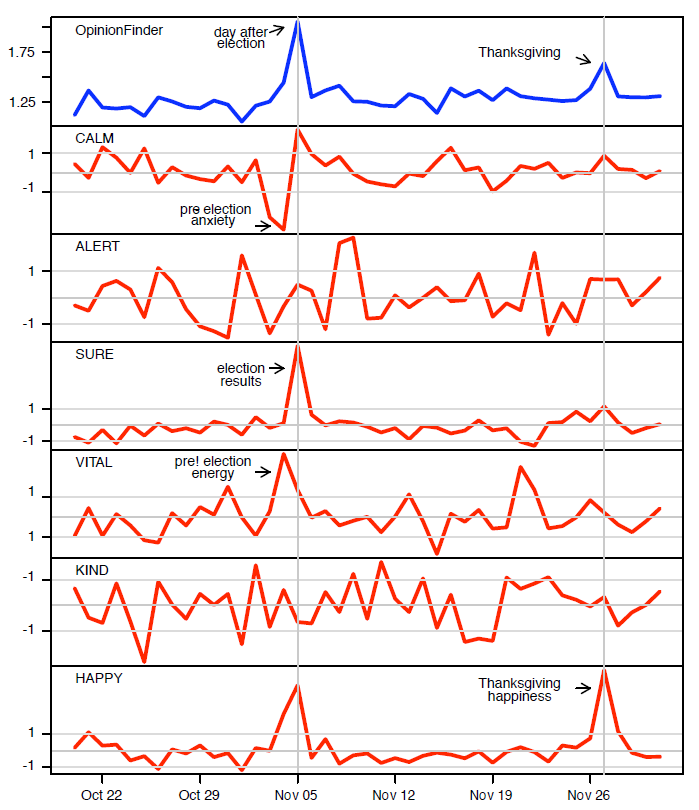 OpinionFinder
day after
election
Thanksgiving
1.75
1.25
CALM
1
-1
pre election
anxiety
ALERT
1
-1
SURE
election
results
1
-1
VITAL
pre! election
energy
1
1
KIND
-1
-1
HAPPY
Thanksgiving
happiness
1
-1
Oct 22 Oct 29 Nov 05 Nov 12 Nov 19 Nov 26